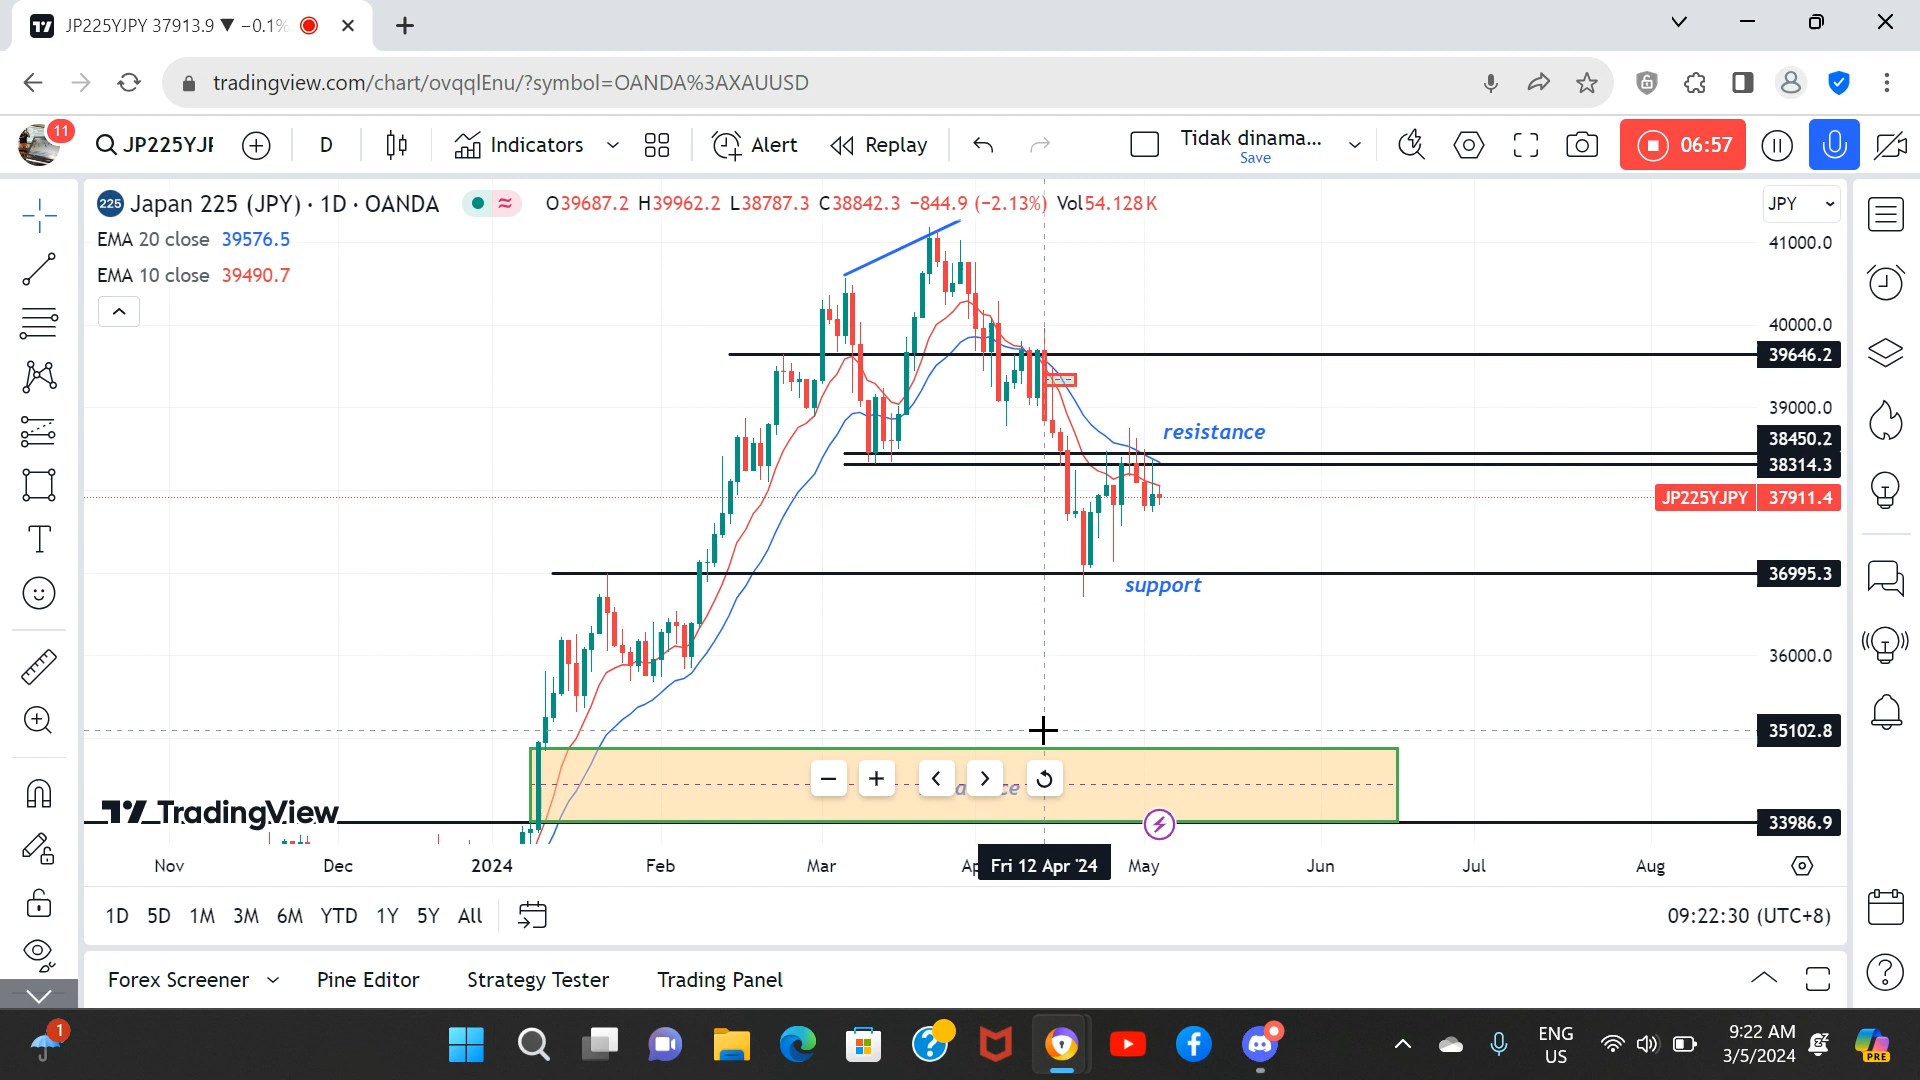 JP225YJPY 37913.9 ▼ −0.1%
tradingview.com/chart/ovqqlEnu/?symbol=OANDA%3AXAUUSD
11
JP225YJP
D
Indicators
Alert
Replay
Tidak dinama...
Save
06:57
225
Japan 225 (JPY) · 1D · OANDA
O39687.2 H39962.2 L38787.3 C38842.3 −844.9 (−2.13%) Vol54.128K
JPY
EMA 20 close 39576.5
EMA 10 close 39490.7
41000.0
40000.0
39646.2
39000.0
resistance
38450.2
38314.3
JP225YJPY 37911.4
36995.3
support
36000.0
35102.8
TradingView
33986.9
Nov Dec 2024 Feb Mar Ap Fri 12 Apr '24 May Jun Jul Aug
1D 5D 1M 3M 6M YTD 1Y 5Y All
09:22:30 (UTC+8)
Forex Screener Pine Editor Strategy Tester Trading Panel
1
ENG
US
9:22 AM
3/5/2024
PRE